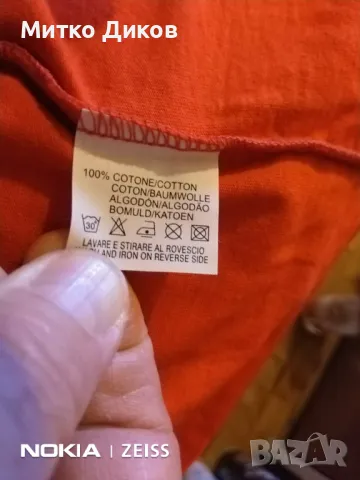 Митко Диков
100% COTONE/COTTON
COTON/BAUMWOLLE
ALGODÓN/ALGODÃO
BOMULD/KATOEN
30°
LAVARE E STIRARE AL ROVESCIO
AND IRON ON REVERSE SIDE
NOKIA | ZEISS
BAZAR